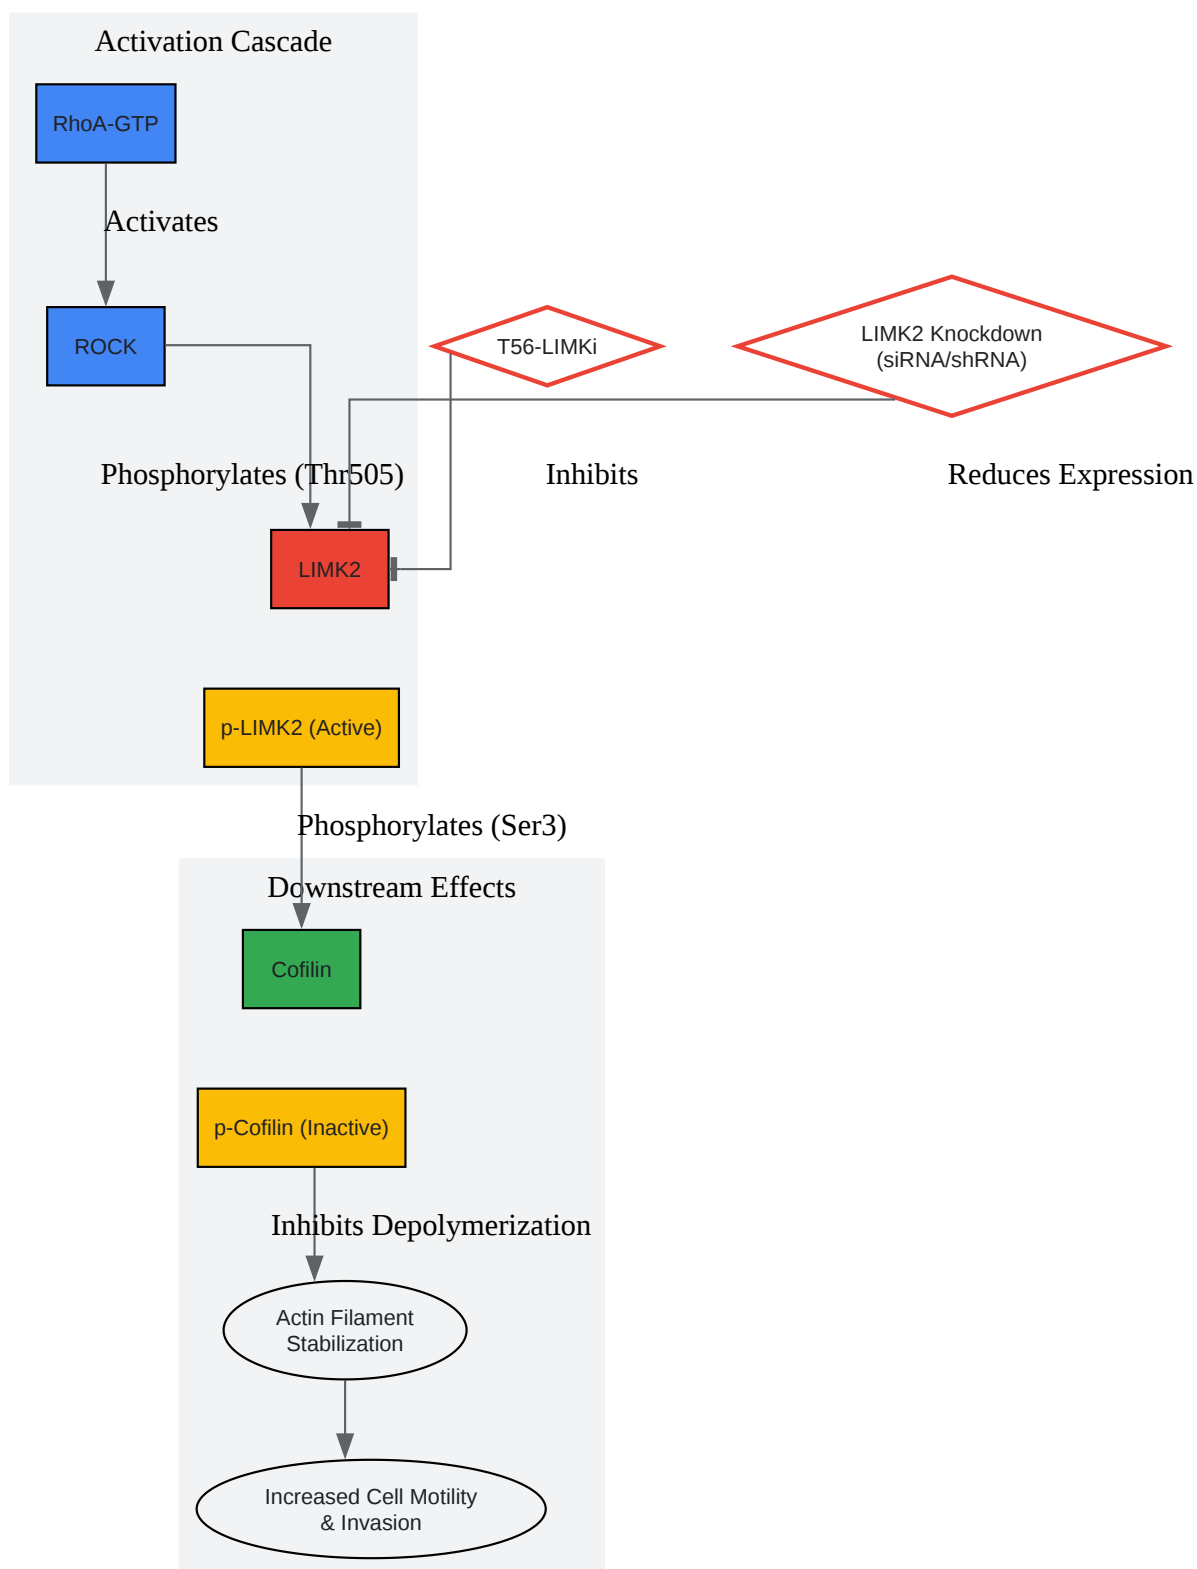 Activation Cascade
RhoA-GTP
Activates
ROCK
T56-LIMKi
LIMK2 Knockdown
(siRNA/shRNA)
Phosphorylates (Thr505)
Inhibits
Reduces Expression
LIMK2
p-LIMK2 (Active)
Phosphorylates (Ser3)
Downstream Effects
Cofilin
p-Cofilin (Inactive)
Inhibits Depolymerization
Actin Filament
Stabilization
Increased Cell Motility
& Invasion